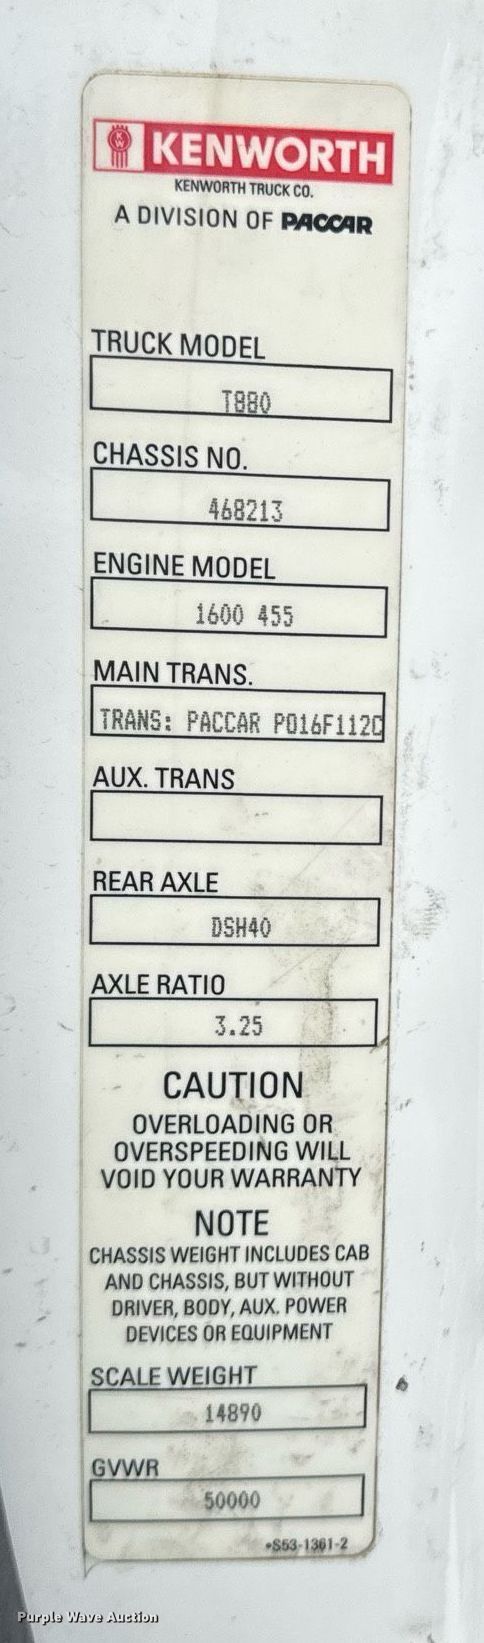 KW KENWORTH
KENWORTH TRUCK CO.
A DIVISION OF PACCAR
TRUCK MODEL
T880
CHASSIS NO.
468213
ENGINE MODEL
1600 455
MAIN TRANS.
TRANS: PACCAR PO16F112C
AUX. TRANS
REAR AXLE
DSH40
AXLE RATIO
3.25
CAUTION
OVERLOADING OR
OVERSPEEDING WILL
VOID YOUR WARRANTY
NOTE
CHASSIS WEIGHT INCLUDES CAB
AND CHASSIS, BUT WITHOUT
DRIVER, BODY, AUX. POWER
DEVICES OR EQUIPMENT
SCALE WEIGHT
14890
GVWR
50000
•S53-1361-2
Purple Wave Auction